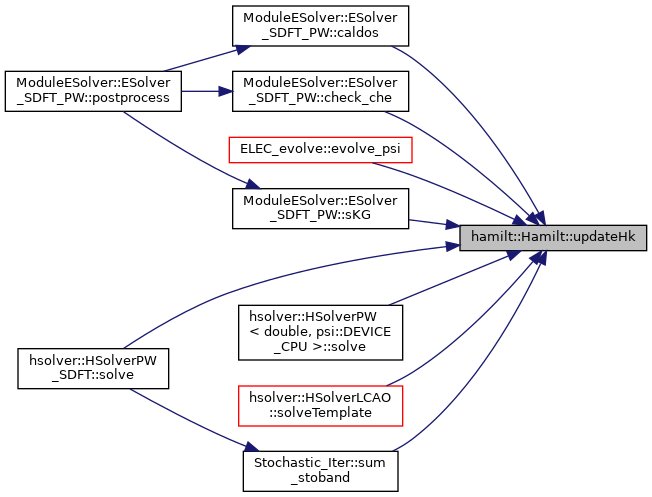 ModuleESolver::ESolver
_SDFT_PW::caldos
ModuleESolver::ESolver
_SDFT_PW::postprocess
ModuleESolver::ESolver
_SDFT_PW::check_che
ELEC_evolve::evolve_psi
ModuleESolver::ESolver
_SDFT_PW::sKG
hamilt::Hamilt::updateHk
hsolver::HSolverPW
< double, psi::DEVICE
_CPU >::solve
hsolver::HSolverPW
_SDFT::solve
hsolver::HSolverLCAO
::solveTemplate
Stochastic_Iter::sum
_stoband